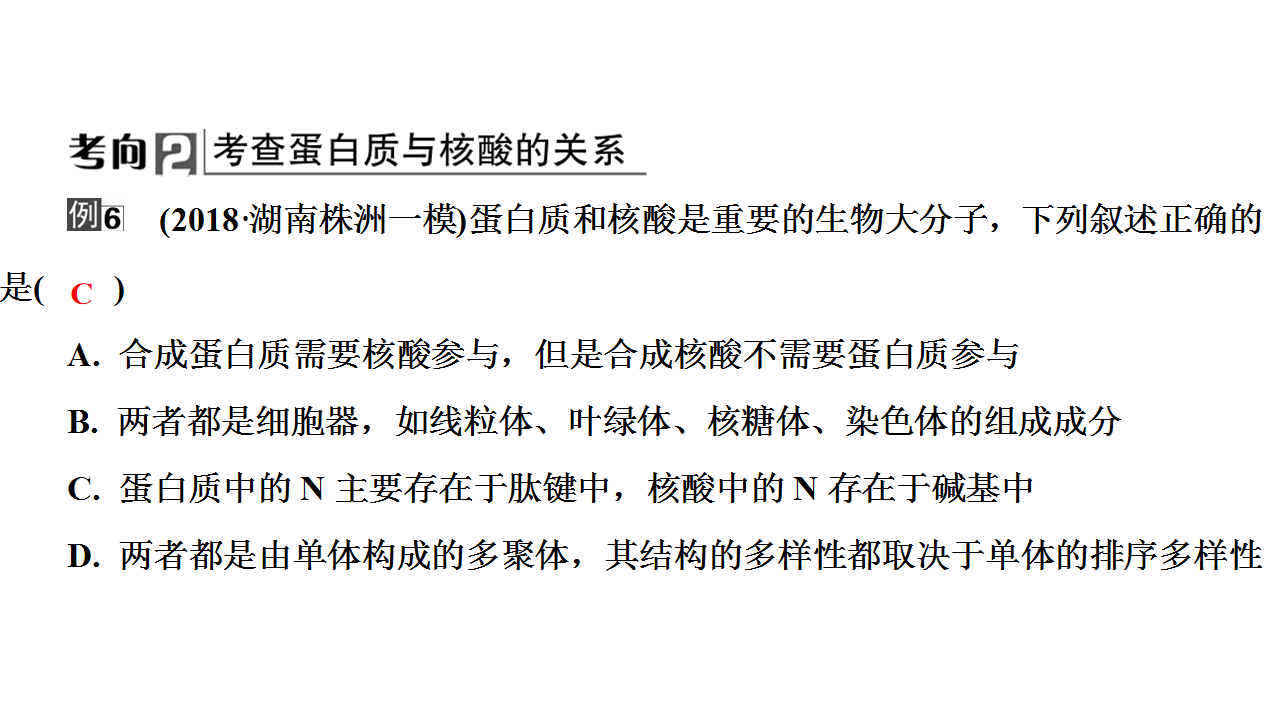 考向2 考查蛋白质与核酸的关系
例6 (2018·湖南株洲一模)蛋白质和核酸是重要的生物大分子，下列叙述正确的
是( C )
A. 合成蛋白质需要核酸参与，但是合成核酸不需要蛋白质参与
B. 两者都是细胞器，如线粒体、叶绿体、核糖体、染色体的组成成分
C. 蛋白质中的 N 主要存在于肽键中，核酸中的 N 存在于碱基中
D. 两者都是由单体构成的多聚体，其结构的多样性都取决于单体的排序多样性